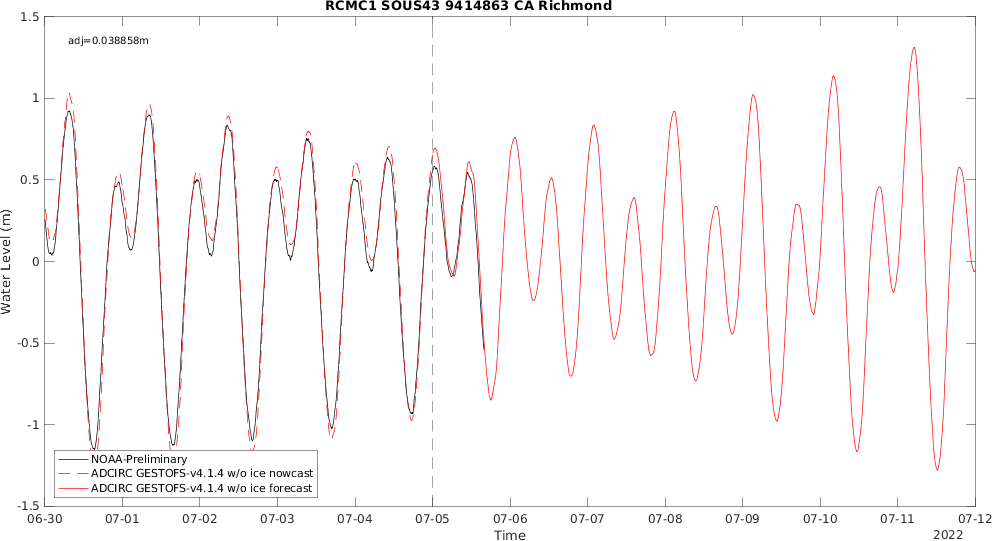 RCMC1 SOUS43 9414863 CA Richmond
adj=0.038858m
1.5
1
0.5
0
-0.5
-1
-1.5
Water Level (m)
NOAA-Preliminary
ADCIRC GESTOFS-v4.1.4 w/o ice nowcast
ADCIRC GESTOFS-v4.1.4 w/o ice forecast
06-30 07-01 07-02 07-03 07-04 07-05 07-06 07-07 07-08 07-09 07-10 07-11 07-12
Time
2022